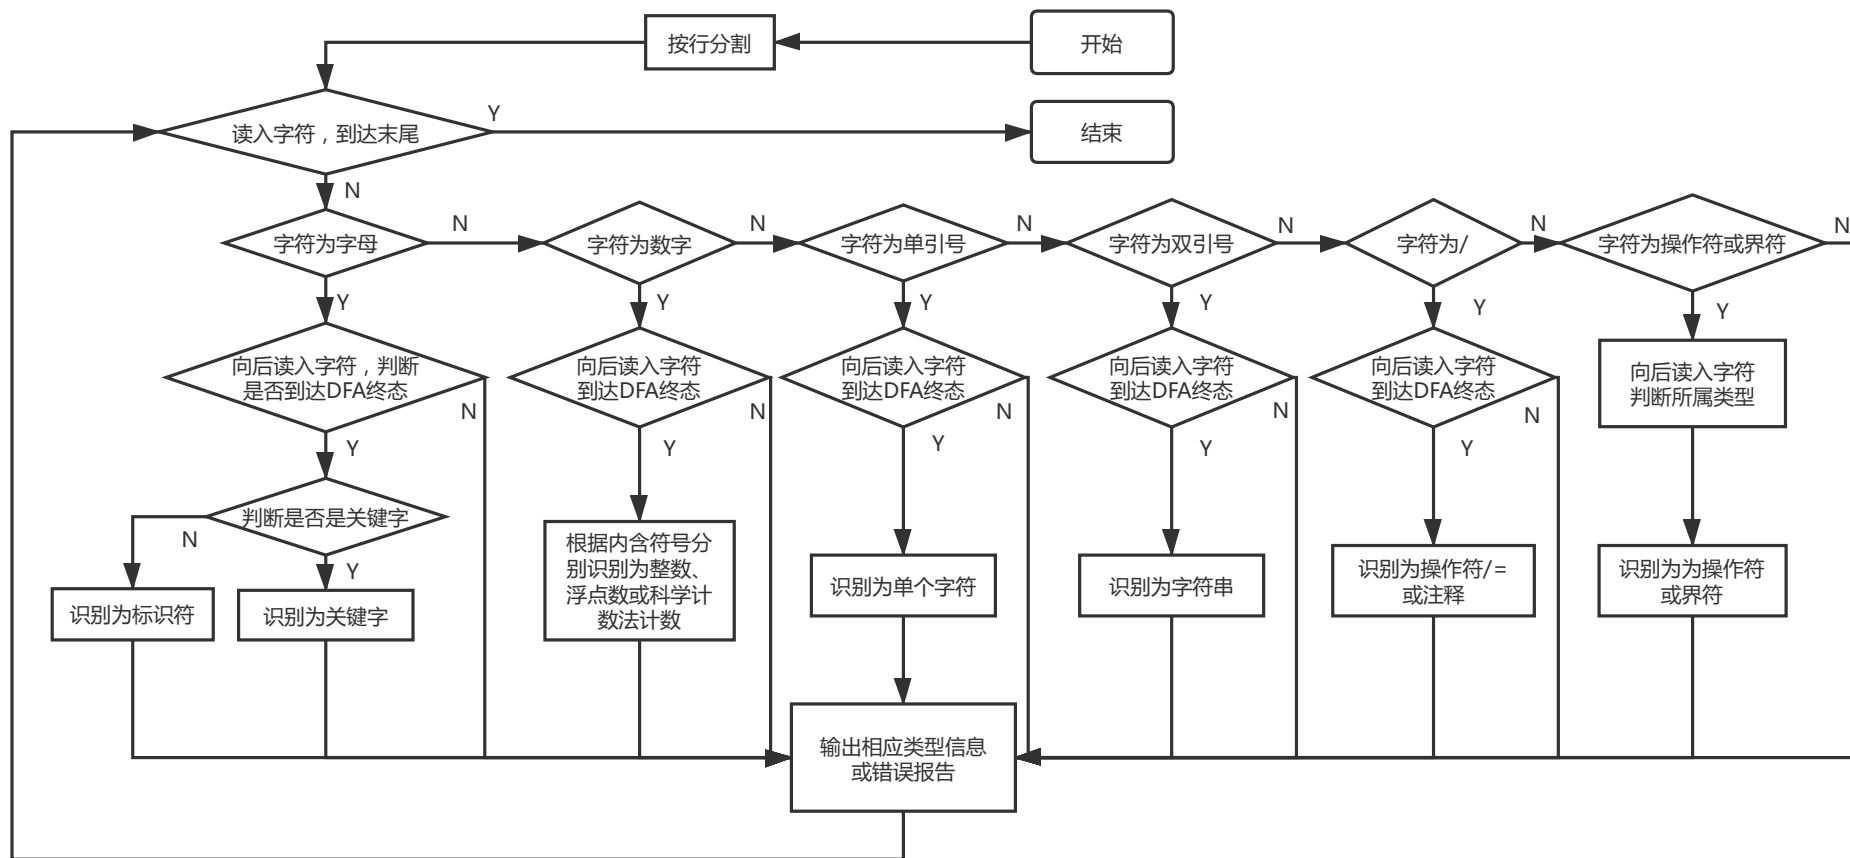 按行分割
开始
读入字符，到达末尾
Y
结束
N
字符为字母
N
字符为数字
N
字符为单引号
N
字符为双引号
N
字符为/
N
字符为操作符或界符
N
Y
Y
Y
Y
Y
Y
向后读入字符，判断
是否到达DFA终态
N
向后读入字符
到达DFA终态
N
向后读入字符
到达DFA终态
N
向后读入字符
到达DFA终态
N
向后读入字符
到达DFA终态
N
向后读入字符
判断所属类型
Y
Y
Y
Y
Y
判断是否是关键字
N
Y
识别为标识符
识别为关键字
根据内含符号分
别识别为整数、
浮点数或科学计
数法计数
识别为单个字符
识别为字符串
识别为操作符/=
或注释
识别为为操作符
或界符
输出相应类型信息
或错误报告